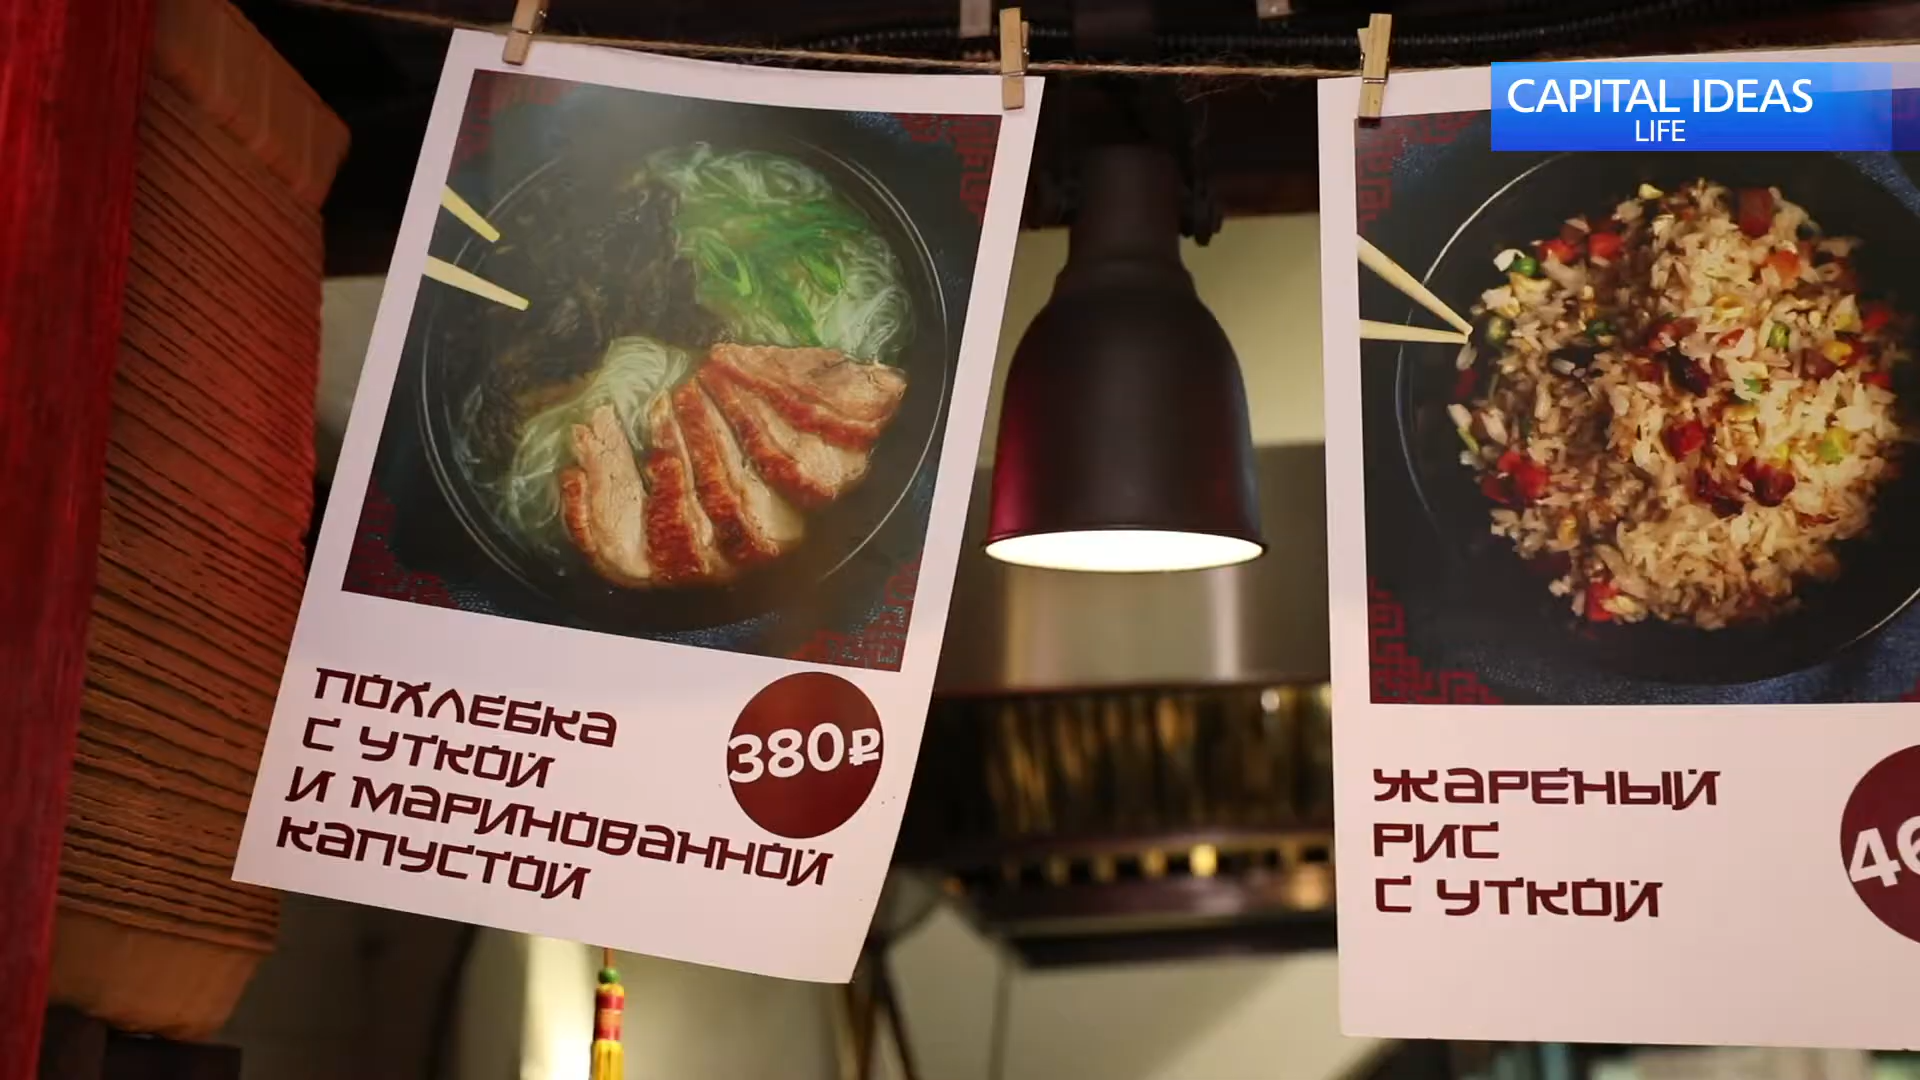 CAPITAL IDEAS
LIFE
ПОХЛЕБКА
С УТКОЙ
И МАРИНОВАННОЙ
КАПУСТОЙ
380₽
ЖАРЕНЫЙ
РИС
С УТКОЙ